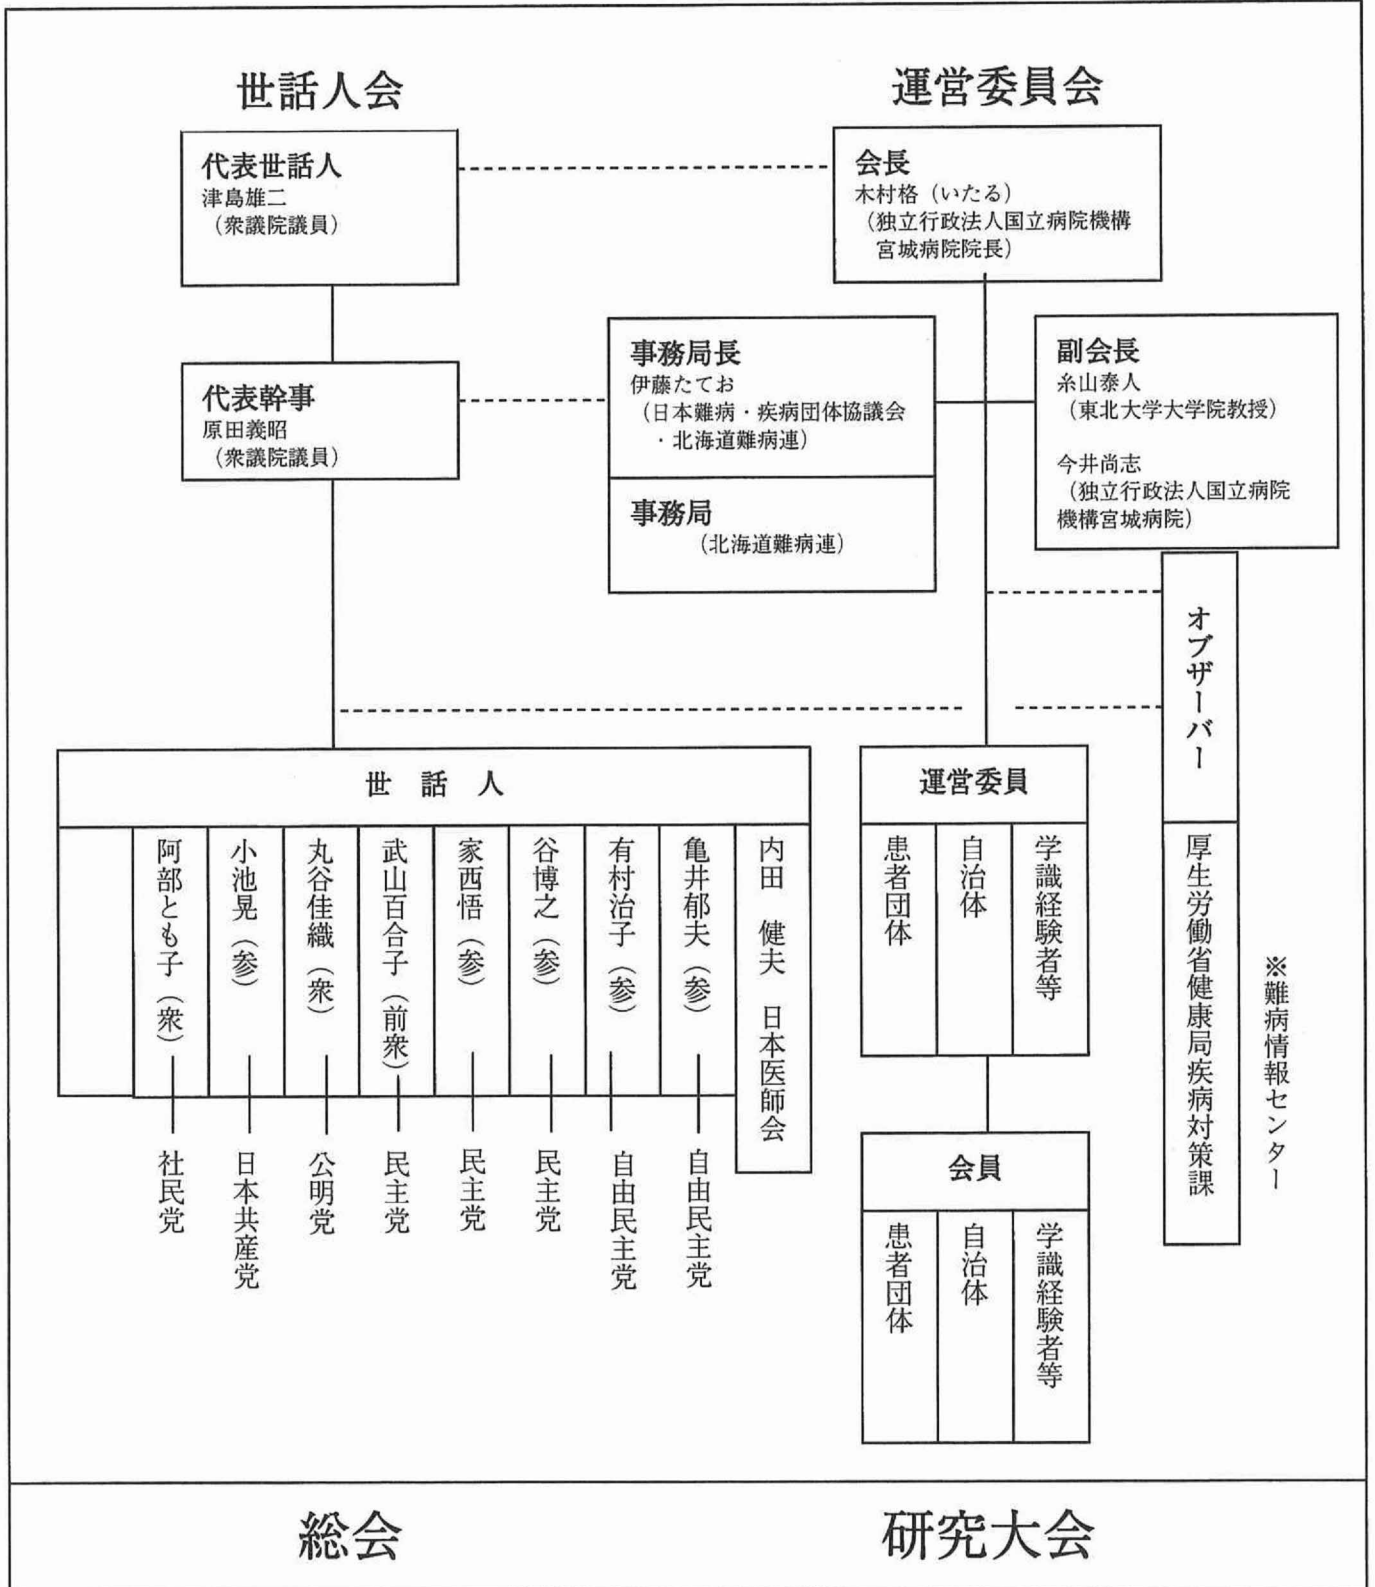 世話人会
代表世話人
津島雄二
(衆議院議員)
代表幹事
原田義昭
(衆議院議員)
運営委員会
会長
木村格（いたる）
(独立行政法人国立病院機構
宮城病院院長)
事務局長
伊藤たてお
(日本難病・疾病団体協議会
・北海道難病連)
事務局
(北海道難病連)
副会長
糸山泰人
(東北大学大学院教授)
今井尚志
(独立行政法人国立病院
機構宮城病院)
オブザーバー
厚生労働省健康局疾病対策課
※難病情報センター
世話人
内田 健夫 日本医師会
亀井郁夫（参）
自由民主党
有村治子（参）
自由民主党
谷博之（参）
民主党
家西悟（参）
民主党
武山百合子（前衆）
民主党
丸谷佳織（衆）
公明党
小池晃（参）
日本共産党
阿部とも子（衆）
社民党
運営委員
学識経験者等
自治体
患者団体
会員
学識経験者等
自治体
患者団体
総会
研究大会